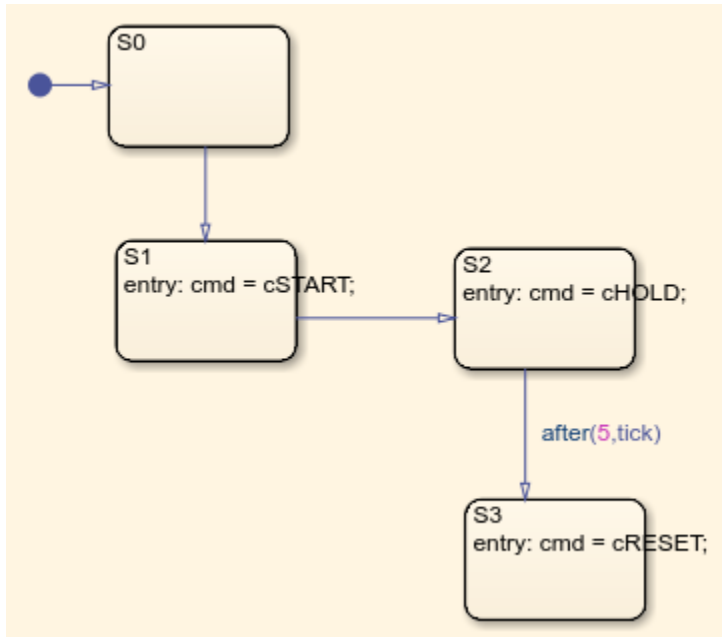 S0
S1
entry: cmd = cSTART;
S2
entry: cmd = cHOLD;
after(5,tick)
S3
entry: cmd = cRESET;